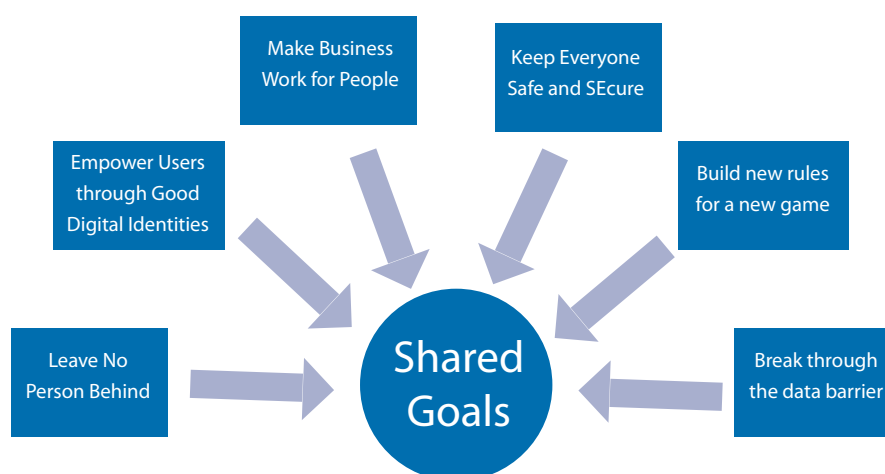 Make Business
Work for People
Keep Everyone
Safe and SEcure
Empower Users
through Good
Digital Identities
Build new rules
for a new game
Leave No
Person Behind
Shared
Goals
Break through
the data barrier